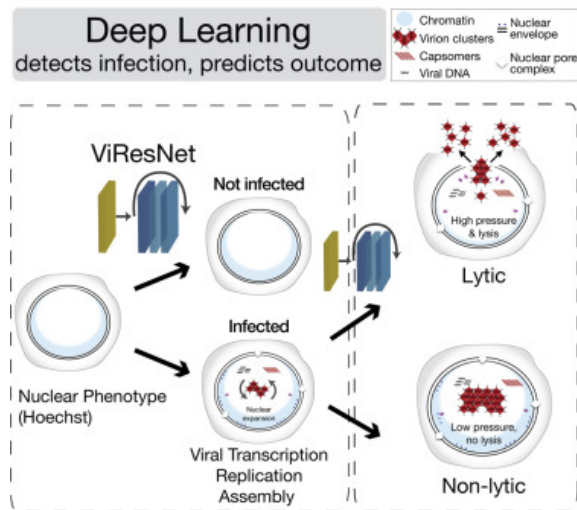 Deep Learning
detects infection, predicts outcome
Chromatin
Virion clusters
Capsomers
Viral DNA
Nuclear
envelope
Nuclear pore
complex
ViResNet
Not infected
High pressure
& lysis
Lytic
Infected
Nuclear
expansion
Nuclear Phenotype
(Hoechst)
Viral Transcription
Replication
Assembly
Low pressure,
no lysis
Non-lytic